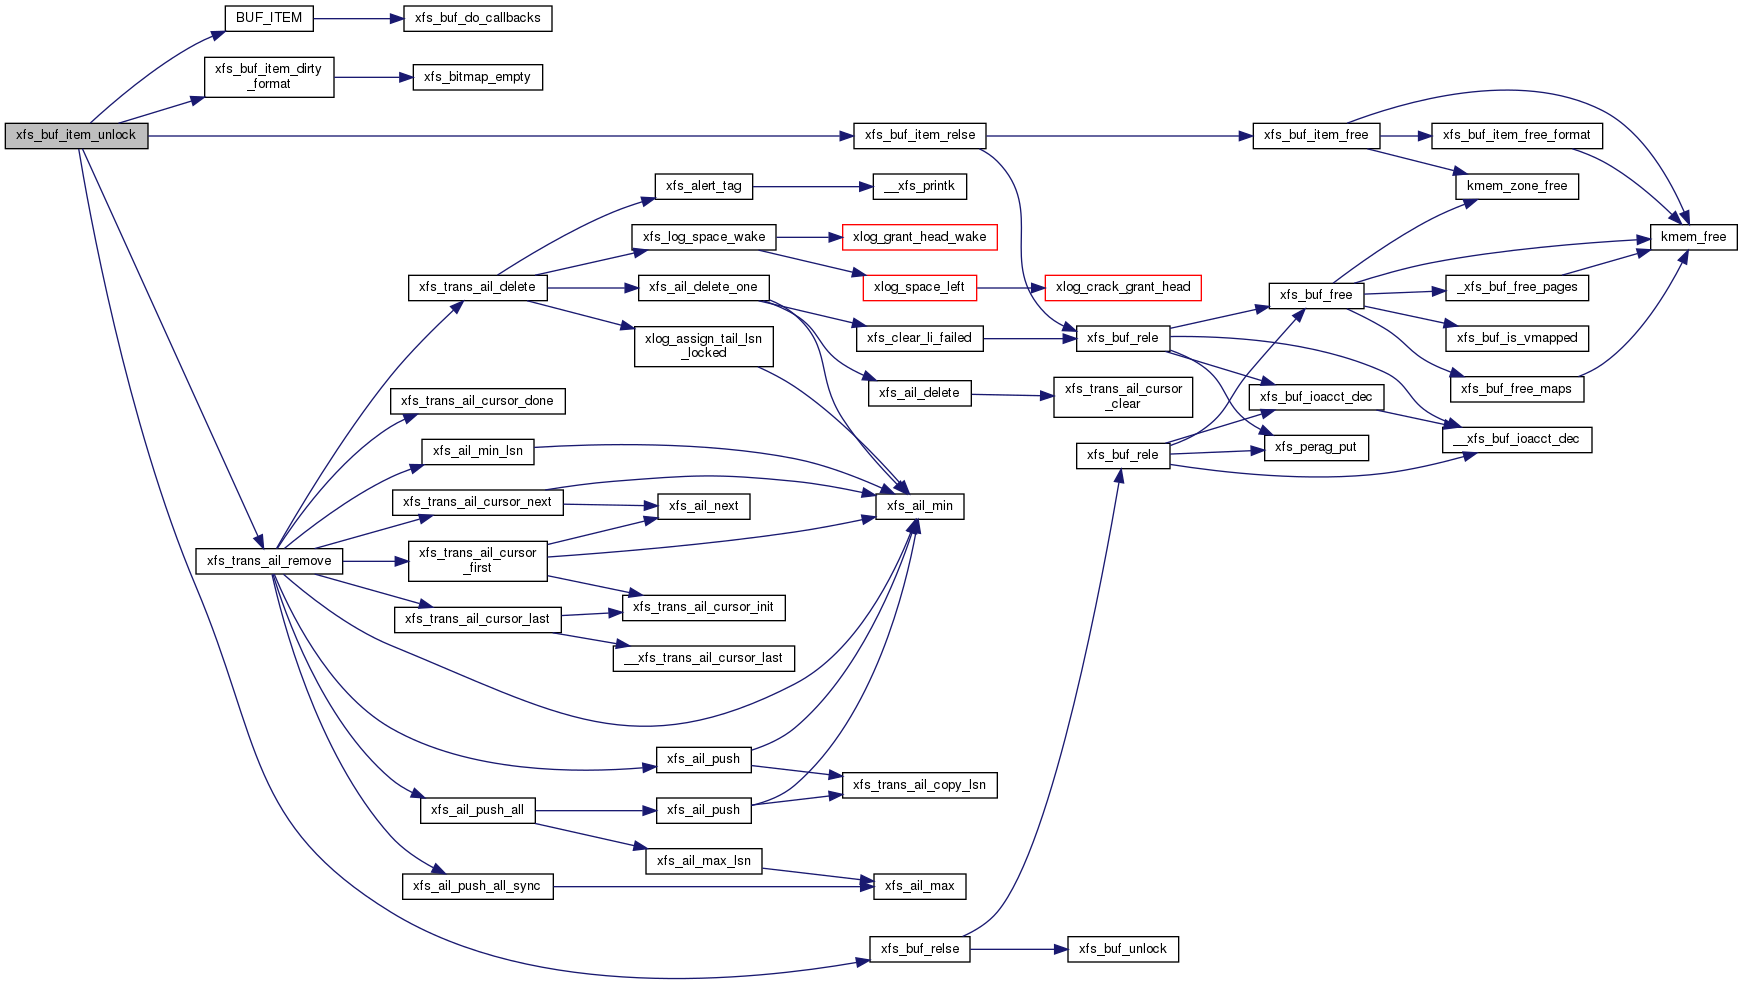 BUF_ITEM
xfs_buf_do_callbacks
xfs_buf_item_dirty
_format
xfs_bitmap_empty
xfs_buf_item_unlock
xfs_buf_item_relse
xfs_buf_item_free
xfs_buf_item_free_format
xfs_alert_tag
__xfs_printk
kmem_zone_free
xfs_log_space_wake
xlog_grant_head_wake
kmem_free
xfs_trans_ail_delete
xfs_ail_delete_one
xlog_space_left
xlog_crack_grant_head
xfs_buf_free
_xfs_buf_free_pages
xlog_assign_tail_lsn
_locked
xfs_clear_li_failed
xfs_buf_rele
xfs_buf_is_vmapped
xfs_trans_ail_cursor_done
xfs_ail_delete
xfs_trans_ail_cursor
_clear
xfs_buf_ioacct_dec
xfs_buf_free_maps
xfs_ail_min_lsn
xfs_buf_rele
xfs_perag_put
__xfs_buf_ioacct_dec
xfs_trans_ail_cursor_next
xfs_ail_next
xfs_ail_min
xfs_trans_ail_remove
xfs_trans_ail_cursor
_first
xfs_trans_ail_cursor_last
xfs_trans_ail_cursor_init
__xfs_trans_ail_cursor_last
xfs_ail_push
xfs_trans_ail_copy_lsn
xfs_ail_push_all
xfs_ail_push
xfs_ail_max_lsn
xfs_ail_push_all_sync
xfs_ail_max
xfs_buf_relse
xfs_buf_unlock